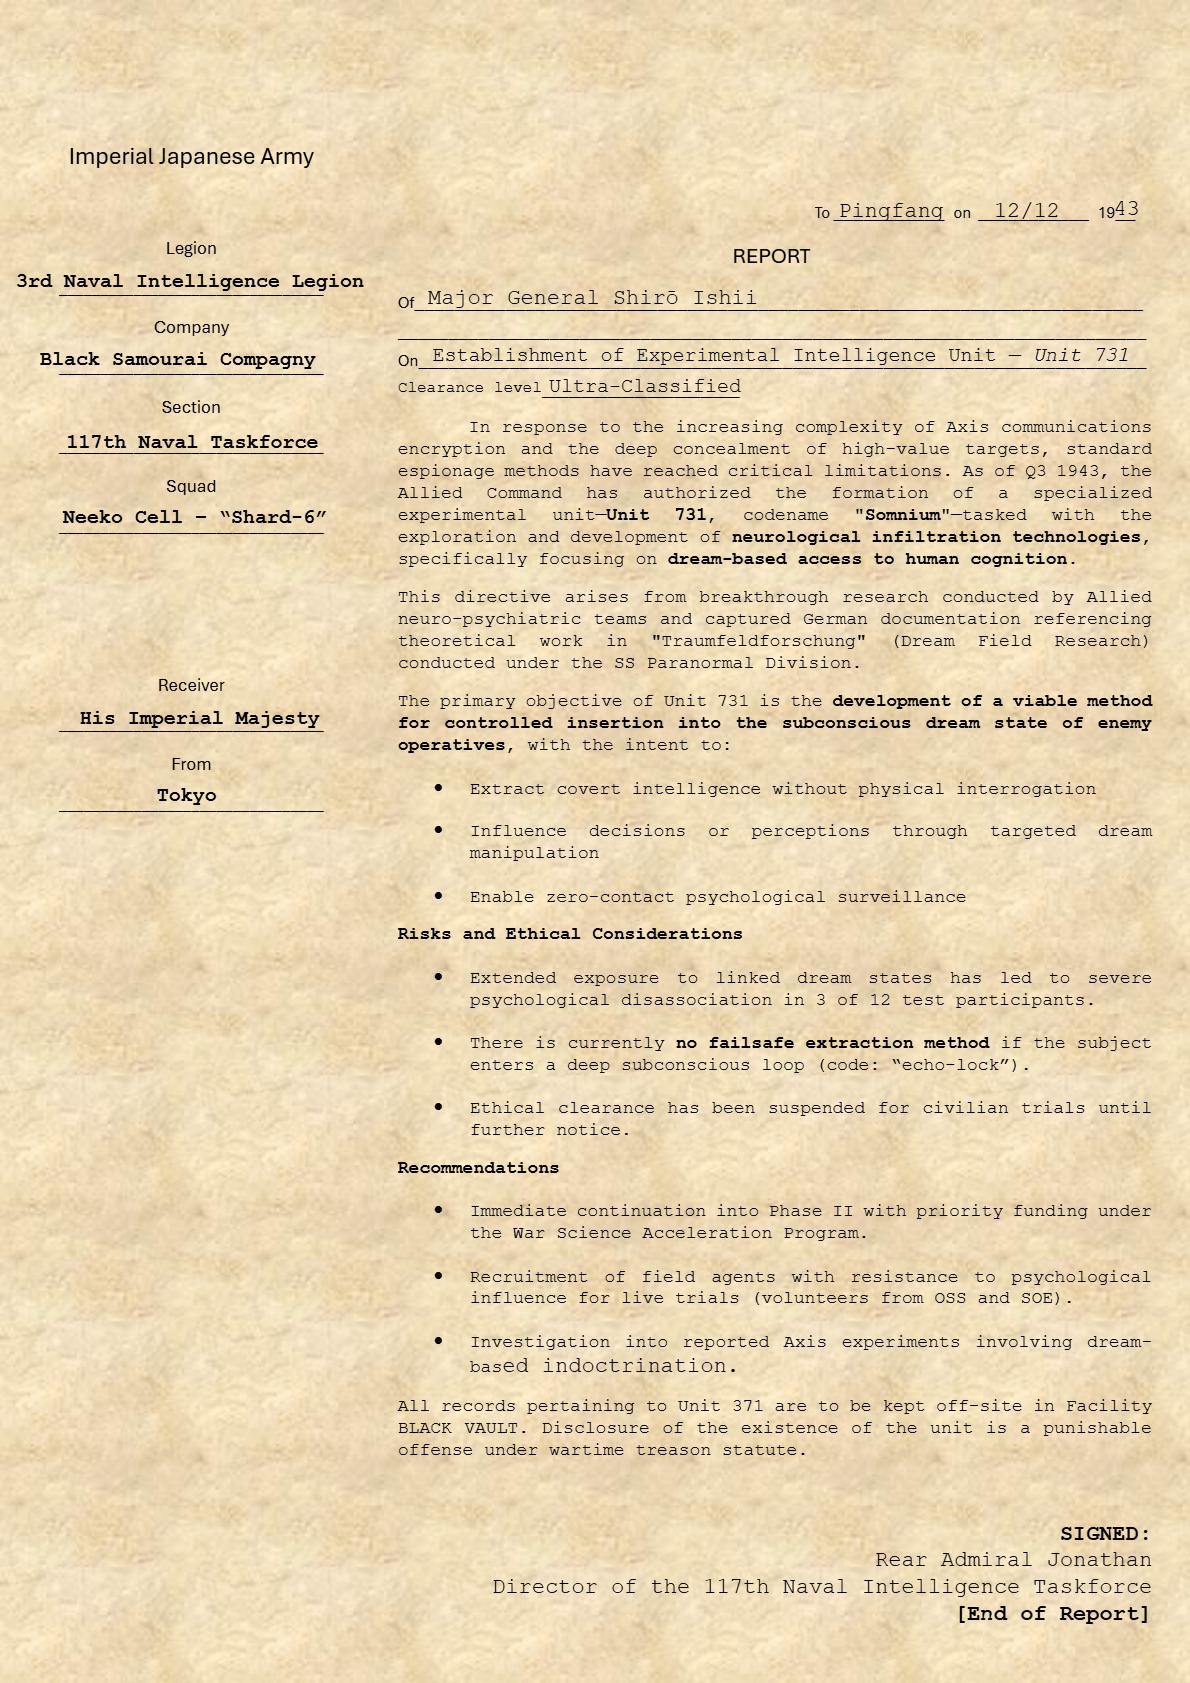 Imperial Japanese Army
To Pingfang on 12/12 1943
Legion
3rd Naval Intelligence Legion
Company
Black Samourai Compagny
Section
117th Naval Taskforce
Squad
Neeko Cell – “Shard-6”
Receiver
His Imperial Majesty
From
Tokyo
REPORT
Of Major General Shirō Ishii
On Establishment of Experimental Intelligence Unit — Unit 731
Clearance level Ultra-Classified
In response to the increasing complexity of Axis communications
encryption and the deep concealment of high-value targets, standard
espionage methods have reached critical limitations. As of Q3 1943, the
Allied Command has authorized the formation of a specialized
experimental unit—Unit 731, codename "Somnium"—tasked with the
exploration and development of neurological infiltration technologies,
specifically focusing on dream-based access to human cognition.
This directive arises from breakthrough research conducted by Allied
neuro-psychiatric teams and captured German documentation referencing
theoretical work in "Traumfeldforschung" (Dream Field Research)
conducted under the SS Paranormal Division.
The primary objective of Unit 731 is the development of a viable method
for controlled insertion into the subconscious dream state of enemy
operatives, with the intent to:
• Extract covert intelligence without physical interrogation
• Influence decisions or perceptions through targeted dream
manipulation
• Enable zero-contact psychological surveillance
Risks and Ethical Considerations
• Extended exposure to linked dream states has led to severe
psychological disassociation in 3 of 12 test participants.
• There is currently no failsafe extraction method if the subject
enters a deep subconscious loop (code: “echo-lock”).
• Ethical clearance has been suspended for civilian trials until
further notice.
Recommendations
• Immediate continuation into Phase II with priority funding under
the War Science Acceleration Program.
• Recruitment of field agents with resistance to psychological
influence for live trials (volunteers from OSS and SOE).
• Investigation into reported Axis experiments involving dream-
based indoctrination.
All records pertaining to Unit 371 are to be kept off-site in Facility
BLACK VAULT. Disclosure of the existence of the unit is a punishable
offense under wartime treason statute.
SIGNED:
Rear Admiral Jonathan
Director of the 117th Naval Intelligence Taskforce
[End of Report]